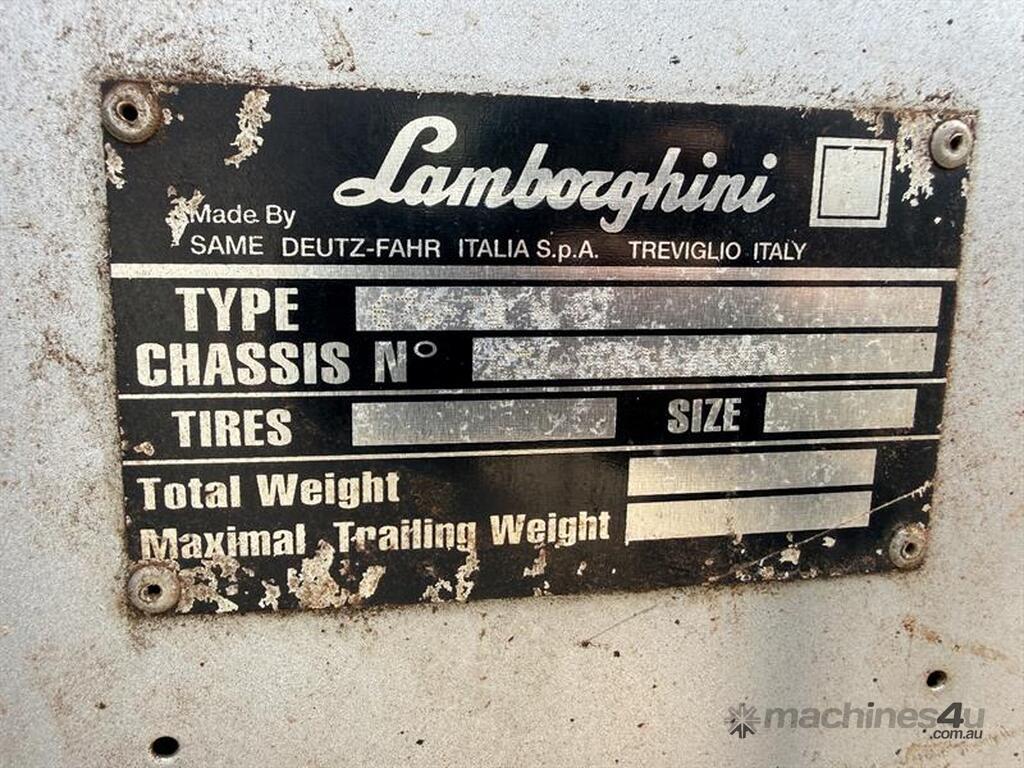 Lamborghini
Made By
SAME DEUTZ-FAHR ITALIA S.p.A. TREVIGLIO ITALY
TYPE
CHASSIS N°
TIRES SIZE
Total Weight
Maximal Trailing Weight
machines4u
.com.au